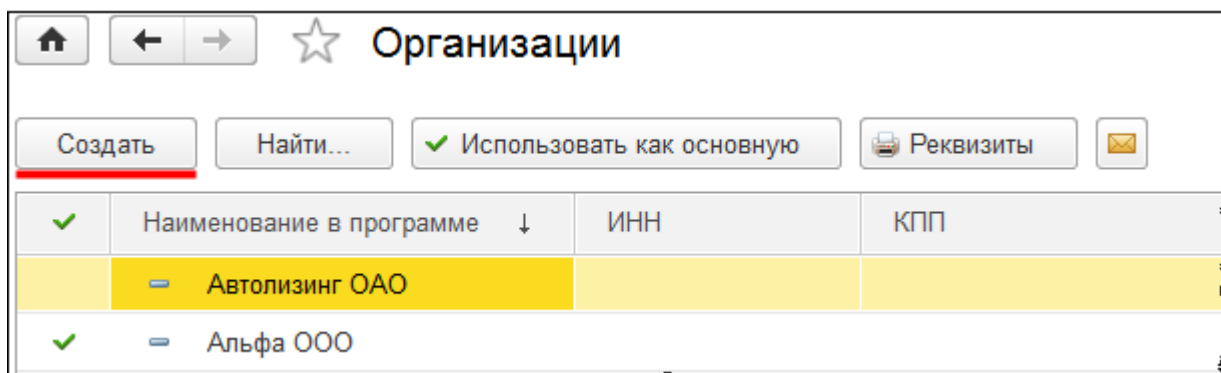 Организации
Создать Найти... Использовать как основную Реквизиты
Наименование в программе ↓ ИНН КПП
Автолизинг ОАО
Альфа ООО